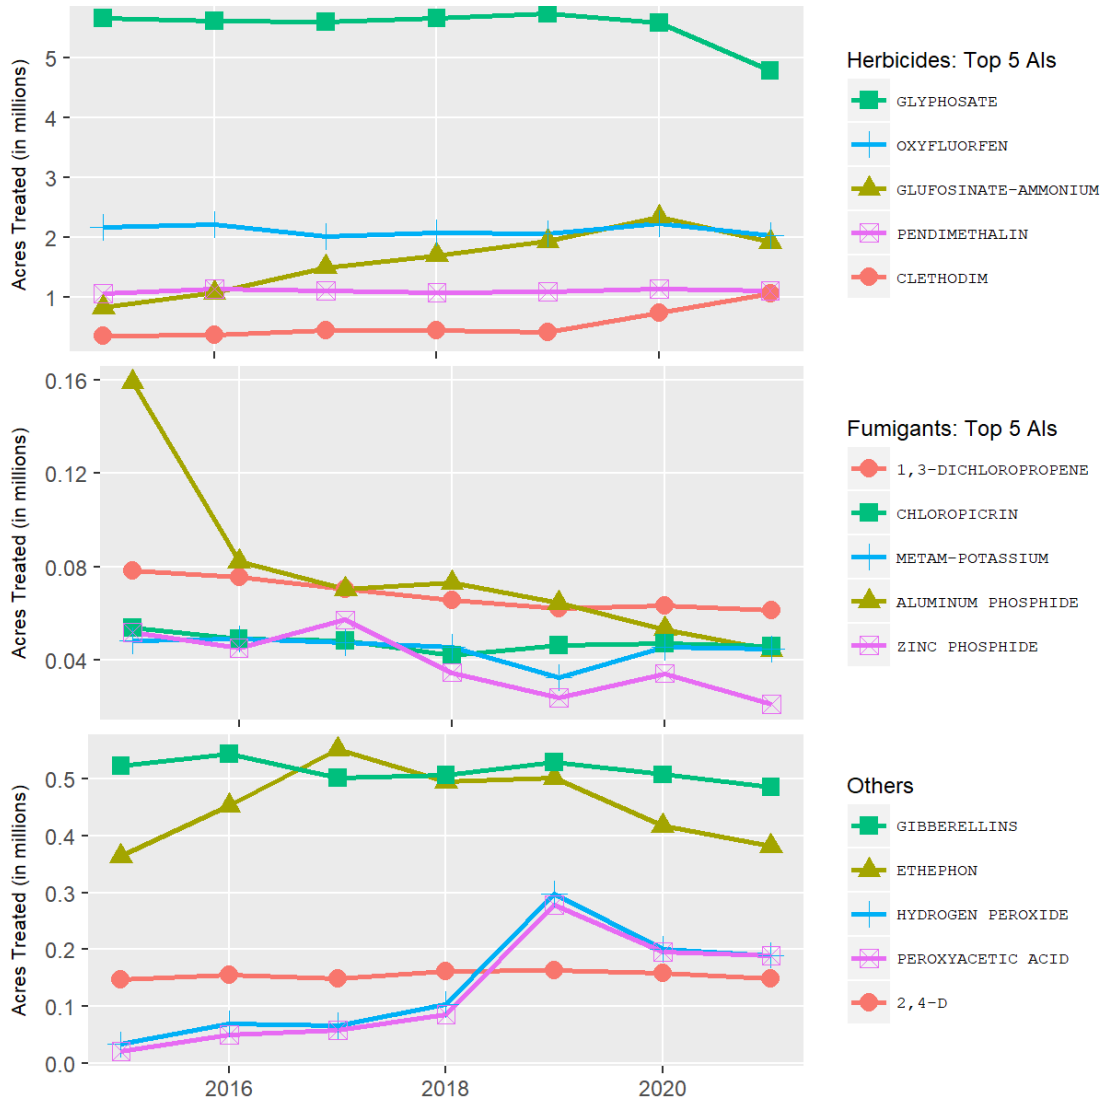 Acres Treated (in millions)
5
4
3
2
1
Herbicides: Top 5 AIs
GLYPHOSATE
OXYFLUORFEN
GLUFOSINATE-AMMONIUM
PENDIMETHALIN
CLETHODIM
Acres Treated (in millions)
0.16
0.12
0.08
0.04
Fumigants: Top 5 AIs
1,3-DICHLOROPROPENE
CHLOROPICRIN
METAM-POTASSIUM
ALUMINUM PHOSPHIDE
ZINC PHOSPHIDE
Acres Treated (in millions)
0.5
0.4
0.3
0.2
0.1
0.0
2016 2018 2020
Others
GIBBERELLINS
ETHEPHON
HYDROGEN PEROXIDE
PEROXYACETIC ACID
2,4-D